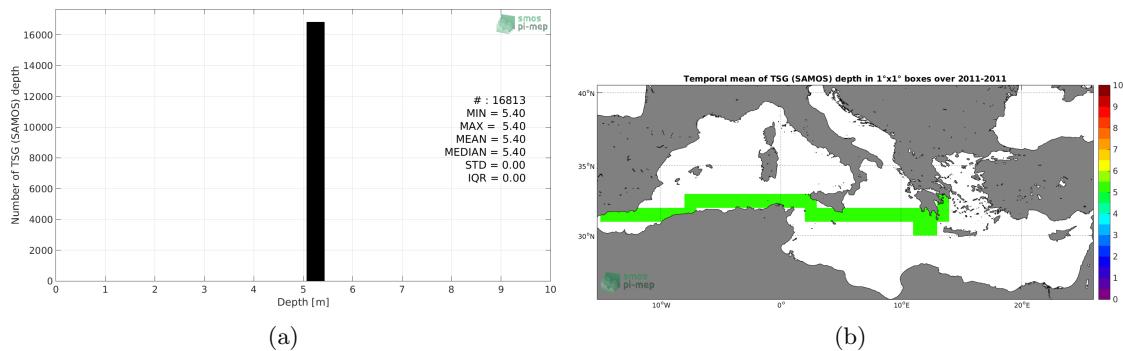 smos
pi-mep
16000
14000
12000
10000
8000
6000
4000
2000
0
Number of TSG (SAMOS) depth
# : 16813
MIN = 5.40
MAX = 5.40
MEAN = 5.40
MEDIAN = 5.40
STD = 0.00
IQR = 0.00
0 1 2 3 4 5 6 7 8 9 10
Depth [m]
(a)
Temporal mean of TSG (SAMOS) depth in 1°x1° boxes over 2011-2011
40°N
35°N
30°N
10°W 0° 10°E 20°E
smos
pi-mep
10
9
8
7
6
5
4
3
2
1
0
(b)